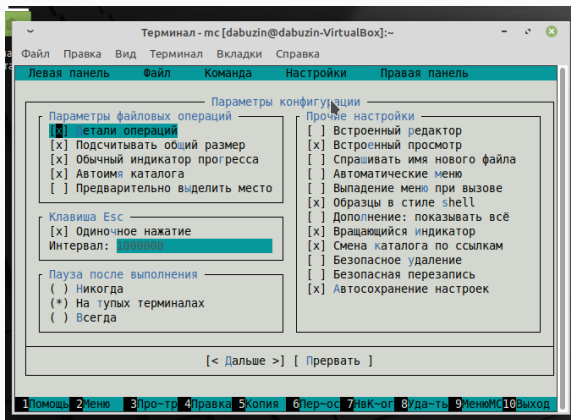 Терминал - mc [dabuzin@dabuzin-VirtualBox]:~
Файл Правка Вид Терминал Вкладки Справка
Левая панель Файл Команда Настройки Правая панель
Параметры конфигурации
Параметры файловых операций
[x] Детали операций
[x] Подсчитывать общий размер
[x] Обычный индикатор прогресса
[x] Автоимя каталога
[ ] Предварительно выделить место
Клавиша Esc
[x] Одиночное нажатие
Интервал: 1000000
Пауза после выполнения
( ) Никогда
(*) На тупых терминалах
( ) Всегда
Прочие настройки
[ ] Встроенный редактор
[x] Встроенный просмотр
[ ] Спрашивать имя нового файла
[ ] Автоматические меню
[ ] Выпадение меню при вызове
[x] Образцы в стиле shell
[ ] Дополнение: показывать всё
[x] Вращающийся индикатор
[x] Смена каталога по ссылкам
[ ] Безопасное удаление
[ ] Безопасная перезапись
[x] Автосохранение настроек
[< Дальше >] [ Прервать ]
1Помощь 2Меню 3Про~тр 4Правка 5Копия 6Пер~ос 7НвК~ог 8Уда~ть 9МенюMC 10Выход